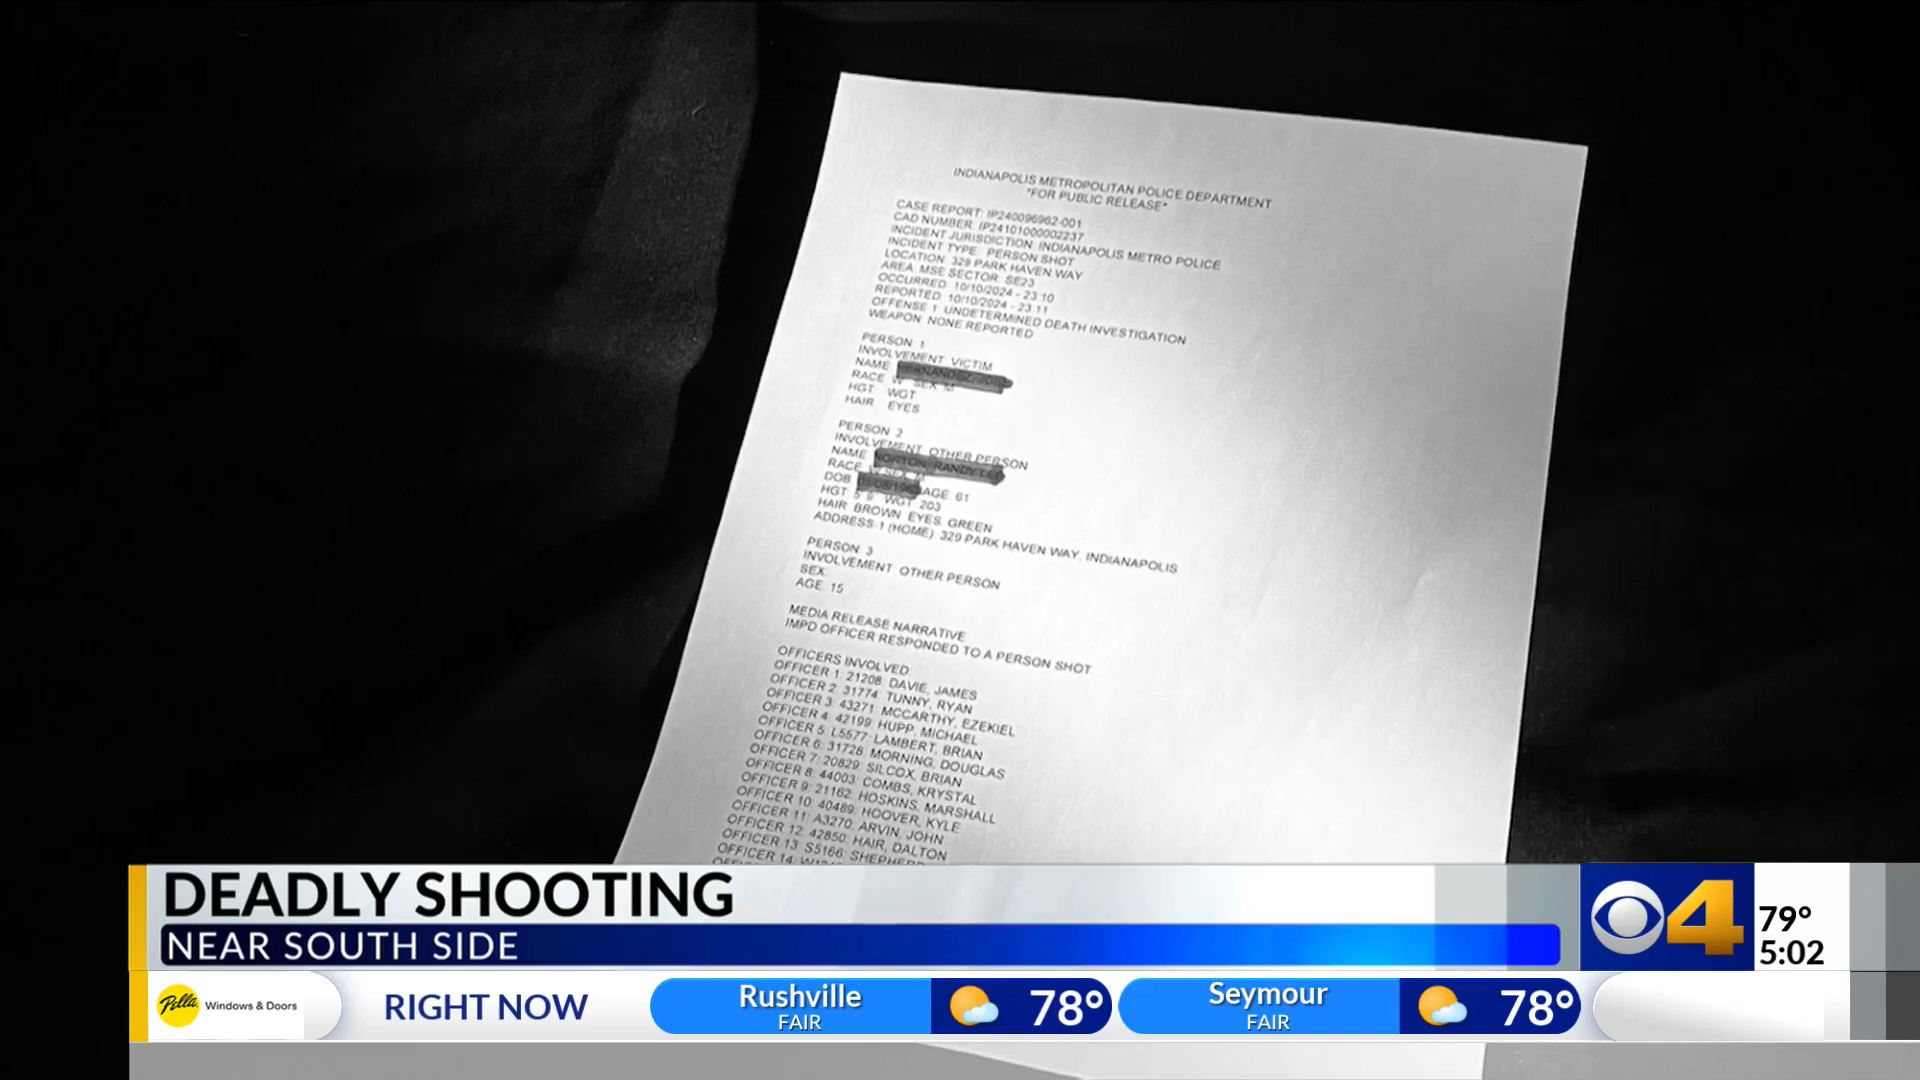 INDIANAPOLIS METROPOLITAN POLICE DEPARTMENT
*FOR PUBLIC RELEASE*
CASE REPORT: IP240096962-001
CAD NUMBER: IP24101000002237
INCIDENT JURISDICTION: INDIANAPOLIS METRO POLICE
INCIDENT TYPE: PERSON SHOT
LOCATION: 329 PARK HAVEN WAY
AREA: MSE SECTOR: SE23
OCCURRED: 10/10/2024 - 23:10
REPORTED: 10/10/2024 - 23:11
OFFENSE 1: UNDETERMINED DEATH INVESTIGATION
WEAPON: NONE REPORTED
PERSON: 1
INVOLVEMENT: VICTIM
NAME:
RACE: W SEX: M
HGT: WGT:
HAIR: EYES:
PERSON: 2
INVOLVEMENT: OTHER PERSON
NAME:
RACE: W SEX: M
DOB: AGE: 61
HGT: 5 9 WGT: 203
HAIR: BROWN EYES: GREEN
ADDRESS-1 (HOME): 329 PARK HAVEN WAY, INDIANAPOLIS
PERSON: 3
INVOLVEMENT: OTHER PERSON
SEX:
AGE: 15
MEDIA RELEASE NARRATIVE
IMPD OFFICER RESPONDED TO A PERSON SHOT.
OFFICERS INVOLVED:
OFFICER 1: 21208: DAVIE, JAMES
OFFICER 2: 31774: TUNNY, RYAN
OFFICER 3: 43271: MCCARTHY, EZEKIEL
OFFICER 4: 42199: HUPP, MICHAEL
OFFICER 5: L5577: LAMBERT, BRIAN
OFFICER 6: 31728: MORNING, DOUGLAS
OFFICER 7: 20829: SILCOX, BRIAN
OFFICER 8: 44003: COMBS, KRYSTAL
OFFICER 9: 21162: HOSKINS, MARSHALL
OFFICER 10: 40489: HOOVER, KYLE
OFFICER 11: A3270: ARVIN, JOHN
OFFICER 12: 42850: HAIR, DALTON
OFFICER 13: S5166:
OFFICER 14:
DEADLY SHOOTING
NEAR SOUTH SIDE
4
79°
5:02
Pella Windows & Doors
RIGHT NOW
Rushville
FAIR
78°
Seymour
FAIR
78°